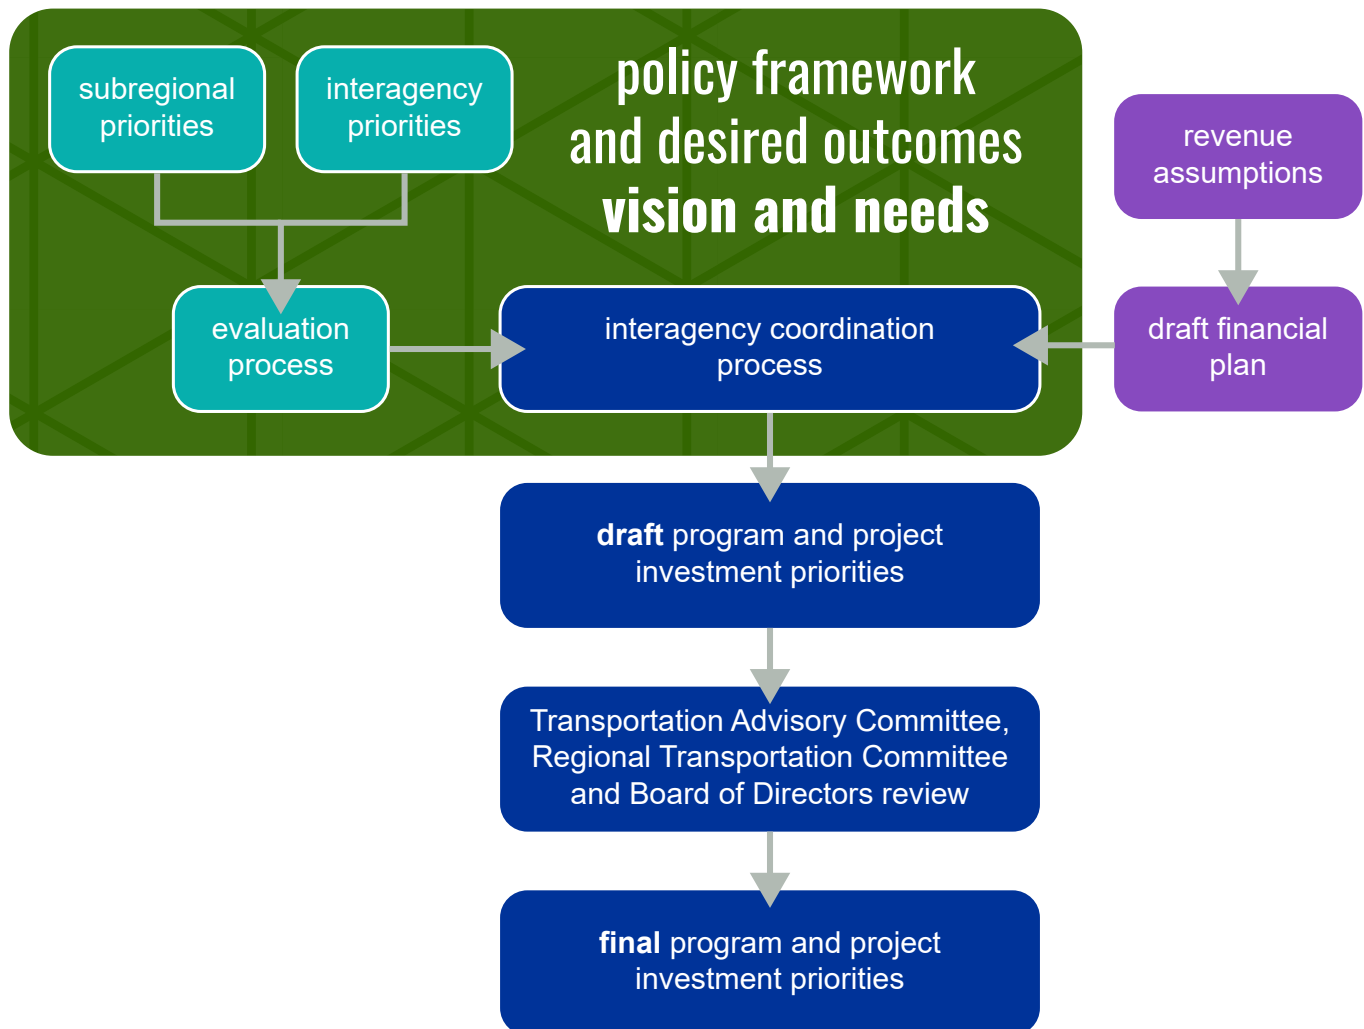 subregional
priorities
interagency
priorities
policy framework
and desired outcomes
vision and needs
revenue
assumptions
evaluation
process
interagency coordination
process
draft financial
plan
draft program and project
investment priorities
Transportation Advisory Committee,
Regional Transportation Committee
and Board of Directors review
final program and project
investment priorities